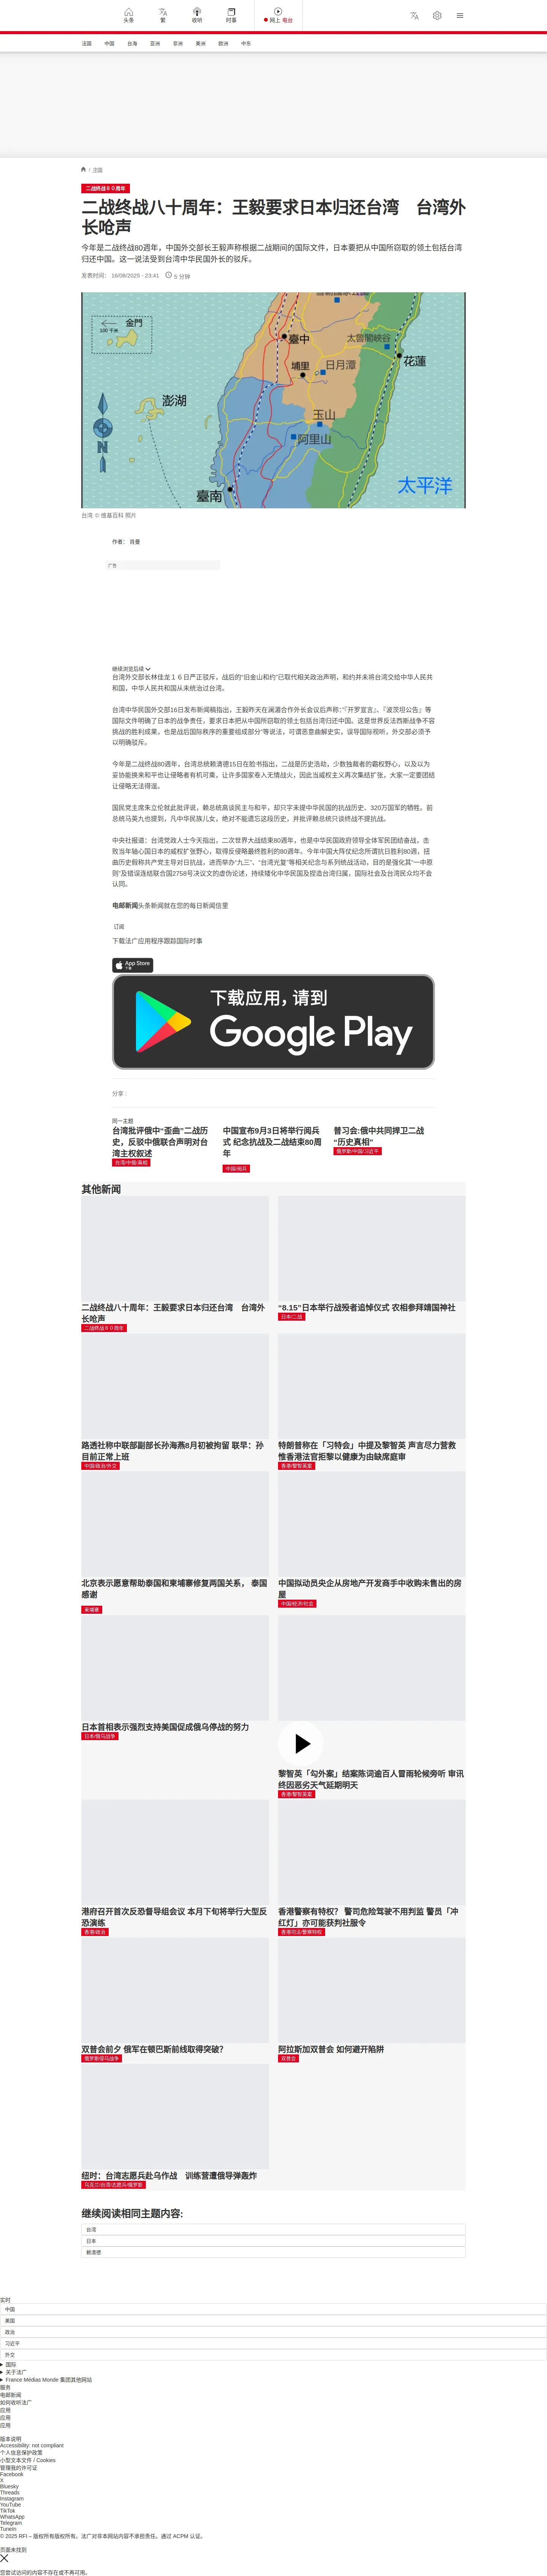 头条
繁
收听
时事
网上 电台
法国
中国
台海
亚洲
非洲
美洲
欧洲
中东
/ 中国
二战终战８０周年
二战终战八十周年：王毅要求日本归还台湾　台湾外
长呛声
今年是二战终战80週年，中国外交部长王毅声称根据二战期间的国际文件，日本要把从中国所窃取的领土包括台湾
归还中国。这一说法受到台湾中华民国外长的驳斥。
发表时间： 16/08/2025 - 23:41
5 分钟
金門
100 千米
臺中
太魯閣峽谷
花蓮
埔里
日月潭
澎湖
玉山
阿里山
N
臺南
太平洋
台湾 © 维基百科 照片
作者： 肖曼
广告
继续浏览后续
台湾外交部长林佳龙１６日严正驳斥，战后的“旧金山和约”已取代相关政治声明，和约并未将台湾交给中华人民共
和国，中华人民共和国从未统治过台湾。
台湾中华民国外交部16日发布新闻稿指出，王毅昨天在澜湄合作外长会议后声称：“『开罗宣言』、『波茨坦公告』等
国际文件明确了日本的战争责任，要求日本把从中国所窃取的领土包括台湾归还中国。这是世界反法西斯战争不容
挑战的胜利成果，也是战后国际秩序的重要组成部分”等说法，可谓恶意曲解史实，误导国际视听，外交部必须予
以明确驳斥。
今年是二战终战80週年，台湾总统赖清德15日在脸书指出，二战是历史浩劫，少数独裁者的霸权野心，以及以为
妥协能换来和平也让侵略者有机可乘，让许多国家卷入无情战火，因此当威权主义再次集结扩张，大家一定要团结
让侵略无法得逞。
国民党主席朱立伦就此批评说，赖总统高谈民主与和平，却只字未提中华民国的抗战历史、320万国军的牺牲。前
总统马英九也提到，凡中华民族儿女，绝对不能遗忘这段历史，并批评赖总统只谈终战不提抗战。
中央社报道：台湾党政人士今天指出，二次世界大战结束80周年，也是中华民国政府领导全体军民团结奋战，击
败当年轴心国日本的威权扩张野心，取得反侵略最终胜利的80週年。今年中国大阵仗纪念所谓抗日胜利80週，扭
曲历史假称共产党主导对日抗战，进而举办“九三”、“台湾光复”等相关纪念与系列统战活动，目的是强化其“一中原
则”及错误连结联合国2758号决议文的虚伪论述，持续矮化中华民国及捏造台湾归属，国际社会及台湾民众均不会
认同。
电邮新闻头条新闻就在您的每日新闻信里
订阅
下载法广应用程序跟踪国际时事
App Store
下载
下载应用，请到
Google Play
分享 :
同一主题
台湾批评俄中“歪曲”二战历
史，反驳中俄联合声明对台
湾主权叙述
台湾/中俄/真相
中国宣布9月3日将举行阅兵
式 纪念抗战及二战结束80周
年
中国/阅兵
普习会:俄中共同捍卫二战
“历史真相”
俄罗斯/中国/习近平
其他新闻
二战终战八十周年：王毅要求日本归还台湾　台湾外
长呛声
二战终战８０周年
“8.15”日本举行战殁者追悼仪式 农相参拜靖国神社
日本/二战
路透社称中联部副部长孙海燕8月初被拘留 联早：孙
目前正常上班
中国/政治/外交
特朗普称在「习特会」中提及黎智英 声言尽力营救
惟香港法官拒黎以健康为由缺席庭审
香港/黎智英案
北京表示愿意帮助泰国和柬埔寨修复两国关系， 泰国
感谢
柬埔寨
中国拟动员央企从房地产开发商手中收购未售出的房
屋
中国/经济/社会
日本首相表示强烈支持美国促成俄乌停战的努力
日本/俄乌战争
黎智英「勾外案」结案陈词逾百人冒雨轮候旁听 审讯
终因恶劣天气延期明天
香港/黎智英案
港府召开首次反恐督导组会议 本月下旬将举行大型反
恐演练
香港/政治
香港警察有特权？ 警司危险驾驶不用判监 警员「冲
红灯」亦可能获判社服令
香港司法/警察特权
双普会前夕 俄军在顿巴斯前线取得突破？
俄罗斯侵乌战争
阿拉斯加双普会 如何避开陷阱
双普会
纽时：台湾志愿兵赴乌作战　训练营遭俄导弹轰炸
乌克兰/台湾/志愿兵/俄罗斯
继续阅读相同主题内容:
台湾
日本
赖清德
实时
中国
美国
政治
习近平
外交
国际
关于法广
France Médias Monde 集团其他网站
服务
电邮新闻
如何收听法广
应用
应用
应用
版本说明
Accessibility: not compliant
个人信息保护政策
小型文本文件 / Cookies
管理我的许可证
Facebook
X
Bluesky
Threads
Instagram
YouTube
TikTok
WhatsApp
Telegram
TuneIn
© 2025 RFI – 版权所有版权所有。法广对非本网站内容不承担责任。通过 ACPM 认证。
页面未找到
您尝试访问的内容不存在或不再可用。